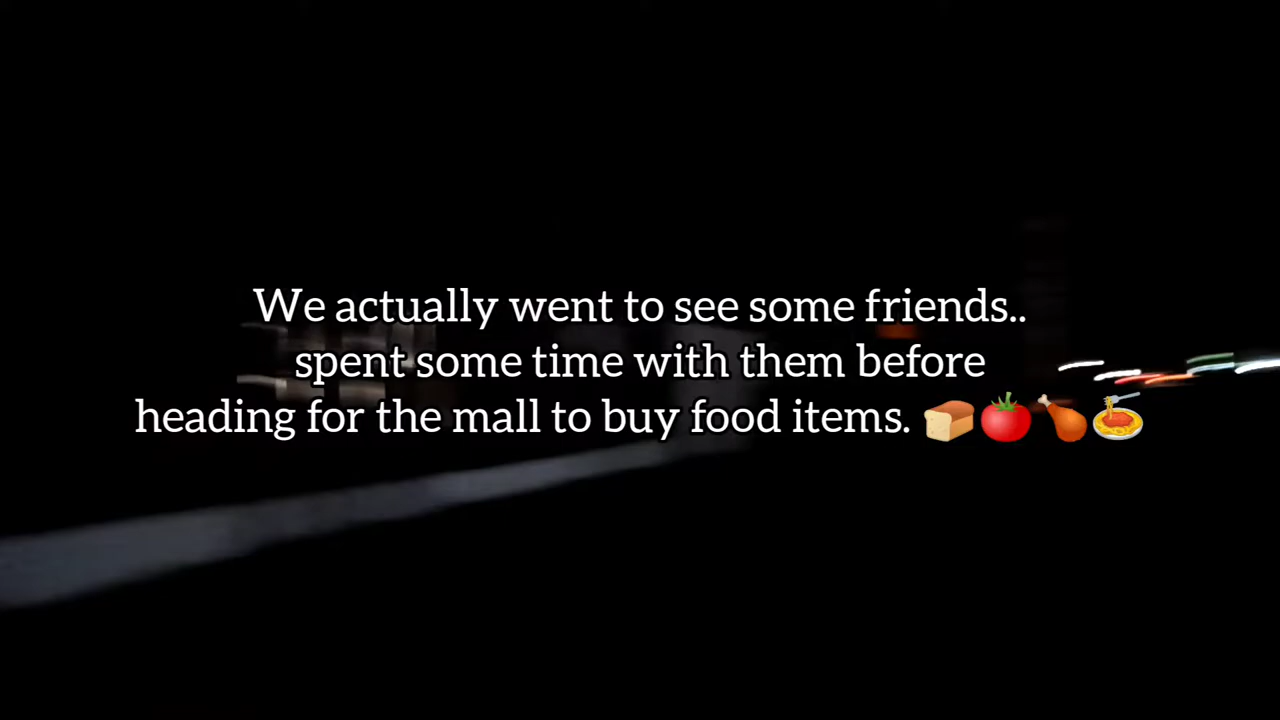 We actually went to see some friends..
spent some time with them before
heading for the mall to buy food items. 🍞🍅🍗🍝